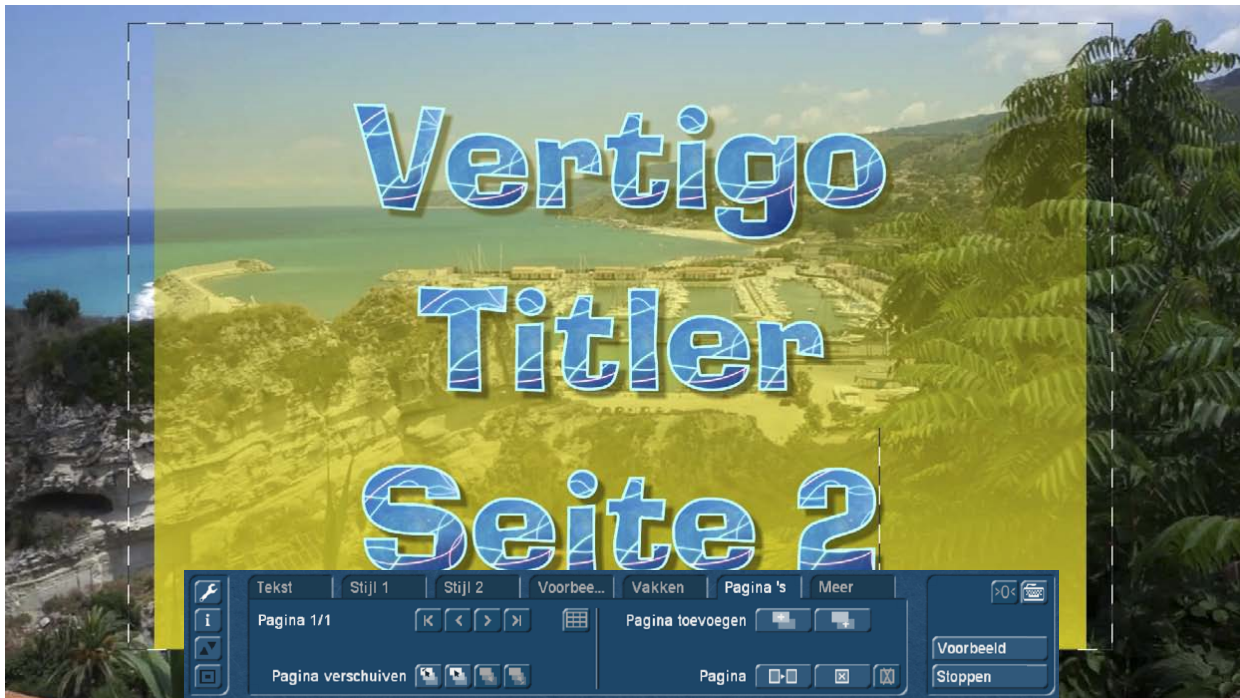 Vertigo
Titler
Seite 2
Tekst Stijl 1 Stijl 2 Voorbee... Vakken Pagina 's Meer
Pagina 1/1 Pagina toevoegen
Pagina verschuiven Pagina
>0<
Voorbeeld
Stoppen